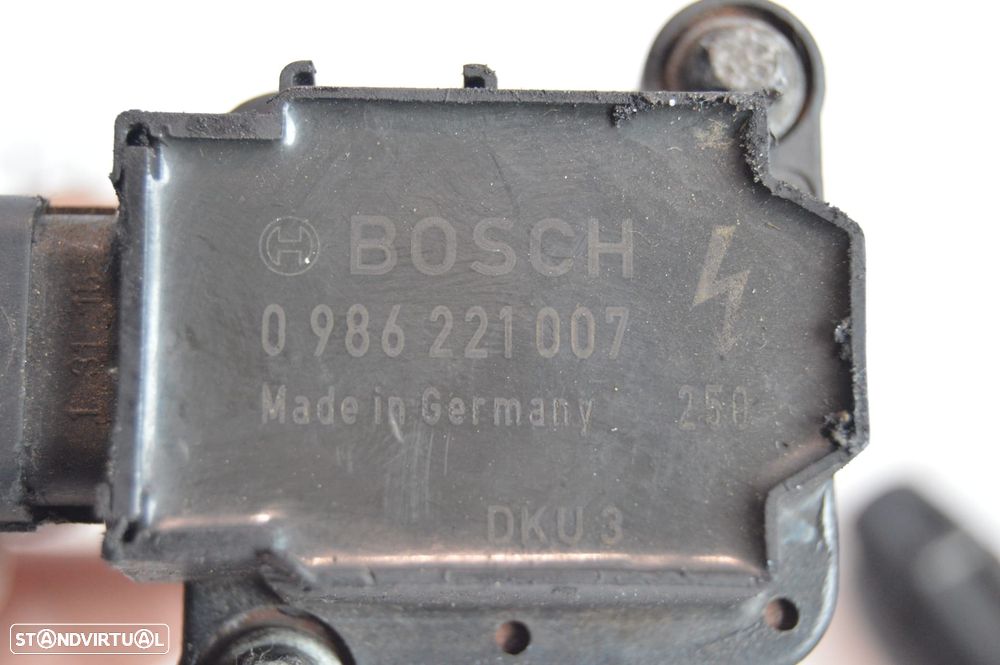 BOSCH
0 986 221 007
Made in Germany 250
DKU 3
STANDVIRTUAL